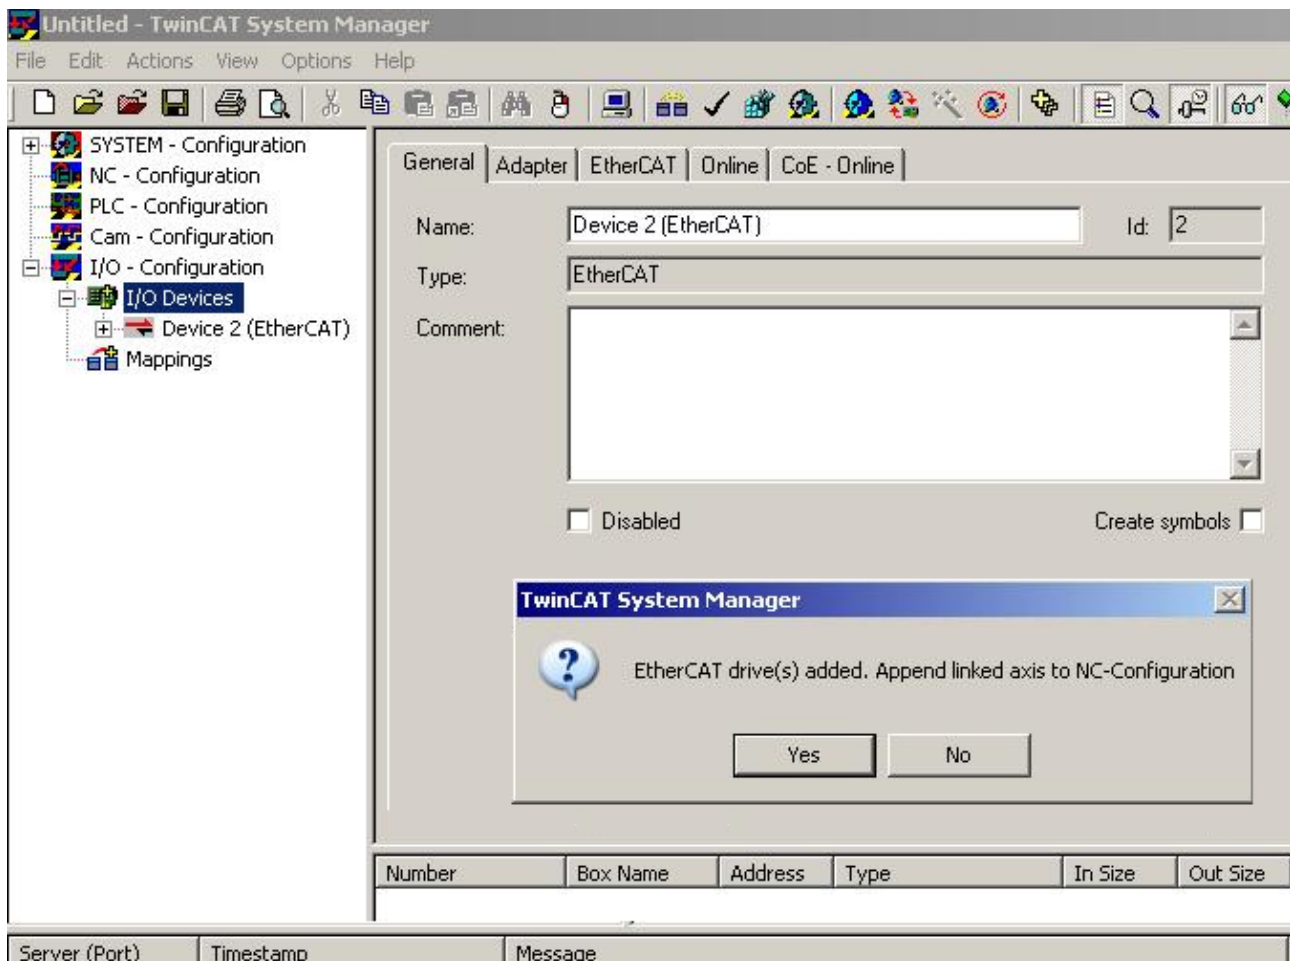 Untitled - TwinCAT System Manager
File Edit Actions View Options Help
SYSTEM - Configuration
NC - Configuration
PLC - Configuration
Cam - Configuration
I/O - Configuration
I/O Devices
Device 2 (EtherCAT)
Mappings
General Adapter EtherCAT Online CoE - Online
Name: Device 2 (EtherCAT) Id: 2
Type: EtherCAT
Comment:
Disabled Create symbols
TwinCAT System Manager
EtherCAT drive(s) added. Append linked axis to NC-Configuration
Yes No
Number Box Name Address Type In Size Out Size
Server (Port) Timestamp Message